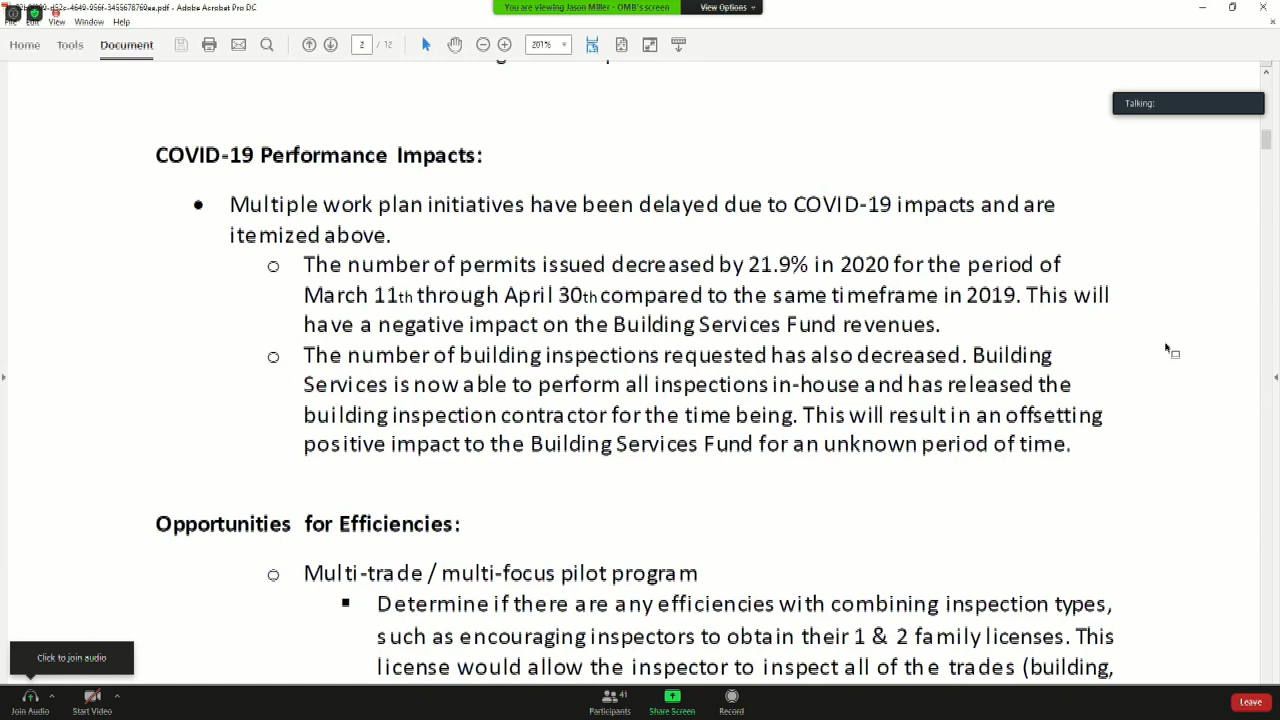 You are viewing Jason Miller - OMB's screen
View Options
File Edit View Window Help
Home Tools Document
2 / 12
201%
Talking:
COVID-19 Performance Impacts:
• Multiple work plan initiatives have been delayed due to COVID-19 impacts and are
itemized above.
o The number of permits issued decreased by 21.9% in 2020 for the period of
March 11th through April 30th compared to the same timeframe in 2019. This will
have a negative impact on the Building Services Fund revenues.
o The number of building inspections requested has also decreased. Building
Services is now able to perform all inspections in-house and has released the
building inspection contractor for the time being. This will result in an offsetting
positive impact to the Building Services Fund for an unknown period of time.
Opportunities for Efficiencies:
o Multi-trade / multi-focus pilot program
▪ Determine if there are any efficiencies with combining inspection types,
such as encouraging inspectors to obtain their 1 & 2 family licenses. This
license would allow the inspector to inspect all of the trades (building,
Click to join audio
Join Audio
Start Video
41
Participants
Share Screen
Record
Leave